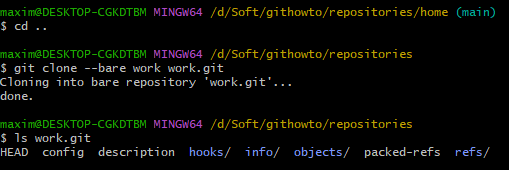 maxim@DESKTOP-CGKDTBM MINGW64 /d/Soft/githowto/repositories/home (main)
$ cd ..
maxim@DESKTOP-CGKDTBM MINGW64 /d/Soft/githowto/repositories
$ git clone --bare work work.git
Cloning into bare repository 'work.git'...
done.
maxim@DESKTOP-CGKDTBM MINGW64 /d/Soft/githowto/repositories
$ ls work.git
HEAD  config  description  hooks/  info/  objects/  packed-refs  refs/